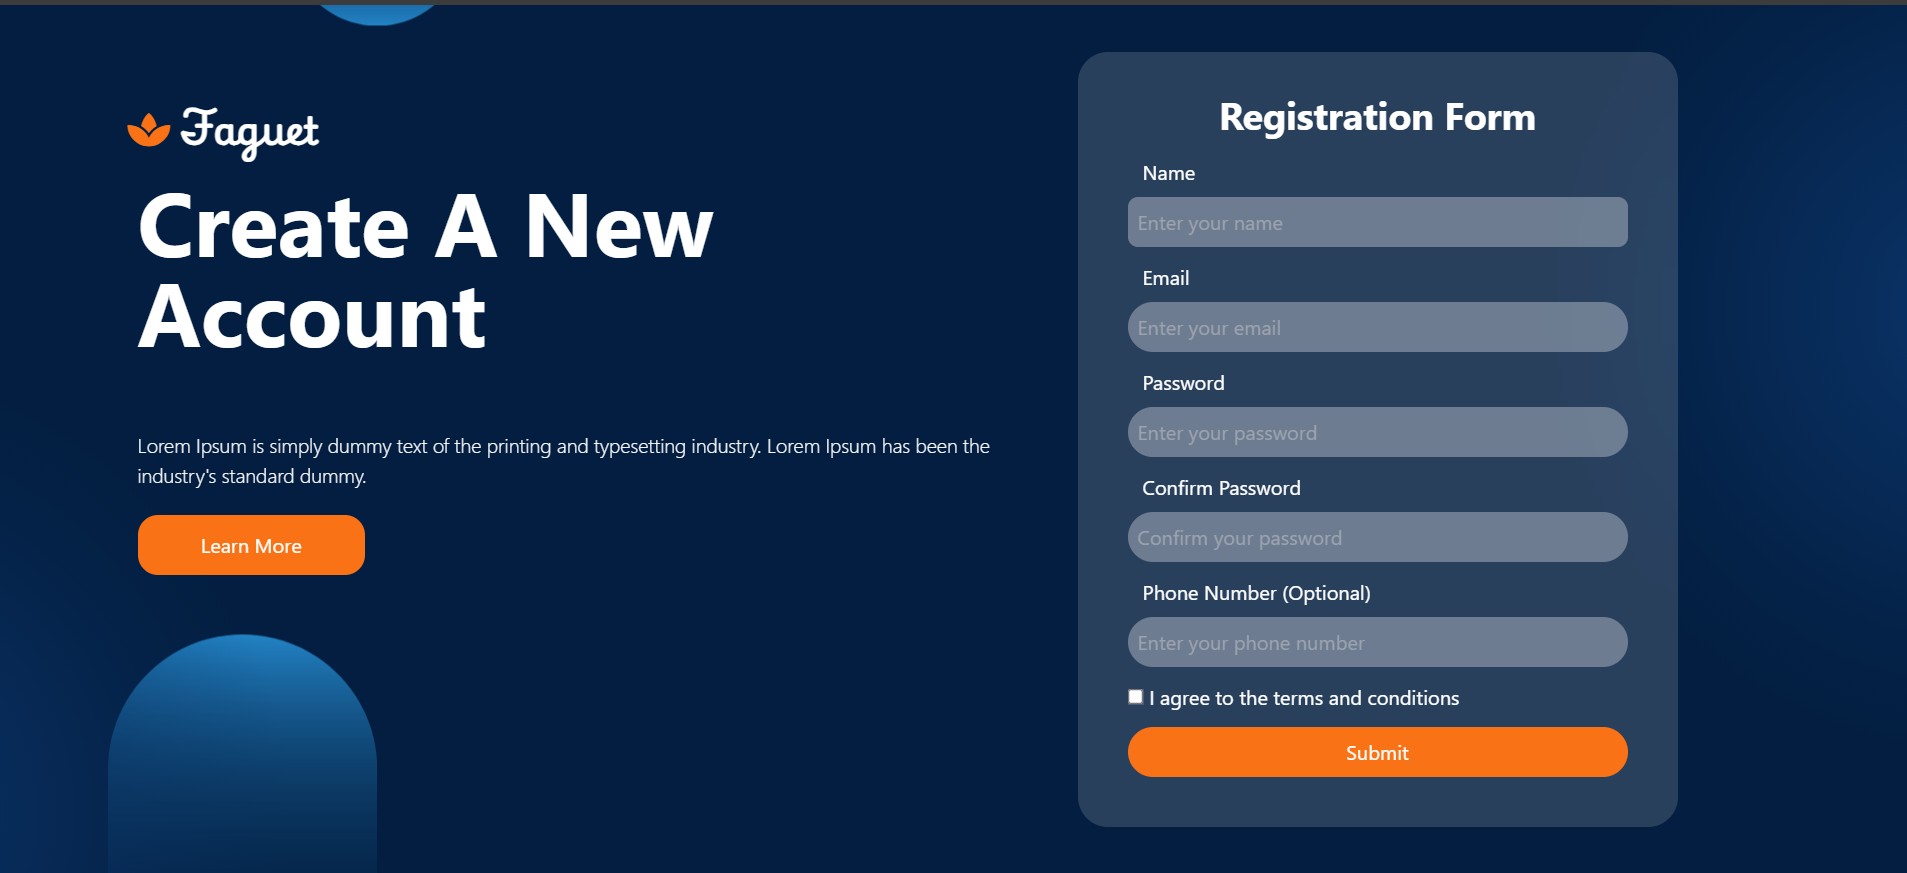 Faguet
Create A New
Account
Lorem Ipsum is simply dummy text of the printing and typesetting industry. Lorem Ipsum has been the
industry's standard dummy.
Learn More
Registration Form
Name
Enter your name
Email
Enter your email
Password
Enter your password
Confirm Password
Confirm your password
Phone Number (Optional)
Enter your phone number
I agree to the terms and conditions
Submit